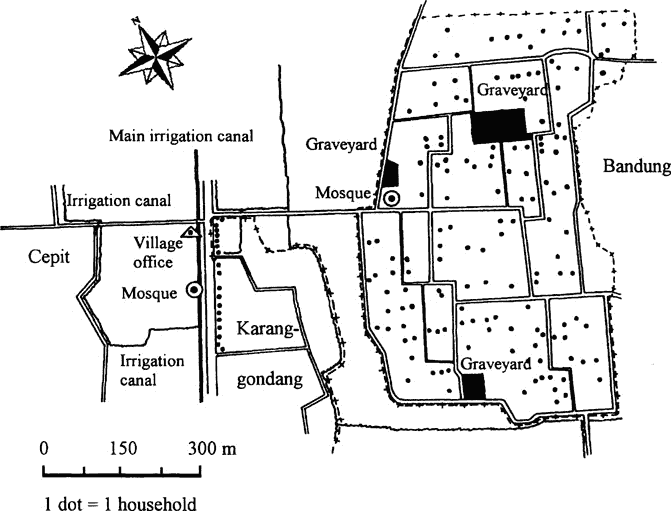 N
Graveyard
Main irrigation canal
Graveyard
Bandung
Mosque
Irrigation canal
Village
office
Cepit
Mosque
Karang-
gondang
Irrigation
canal
Graveyard
0 150 300 m
1 dot = 1 household